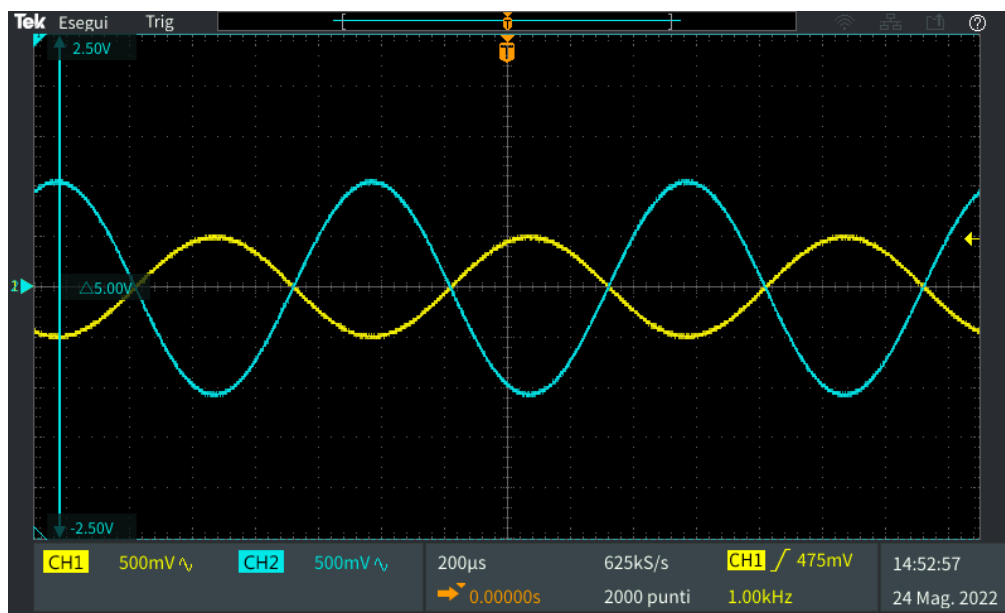 Tek Esegui Trig T ?
2.50V
T
△5.00V
-2.50V
CH1 500mV CH2 500mV 200µs 625kS/s CH1 475mV 14:52:57
0.00000s 2000 punti 1.00kHz 24 Mag. 2022